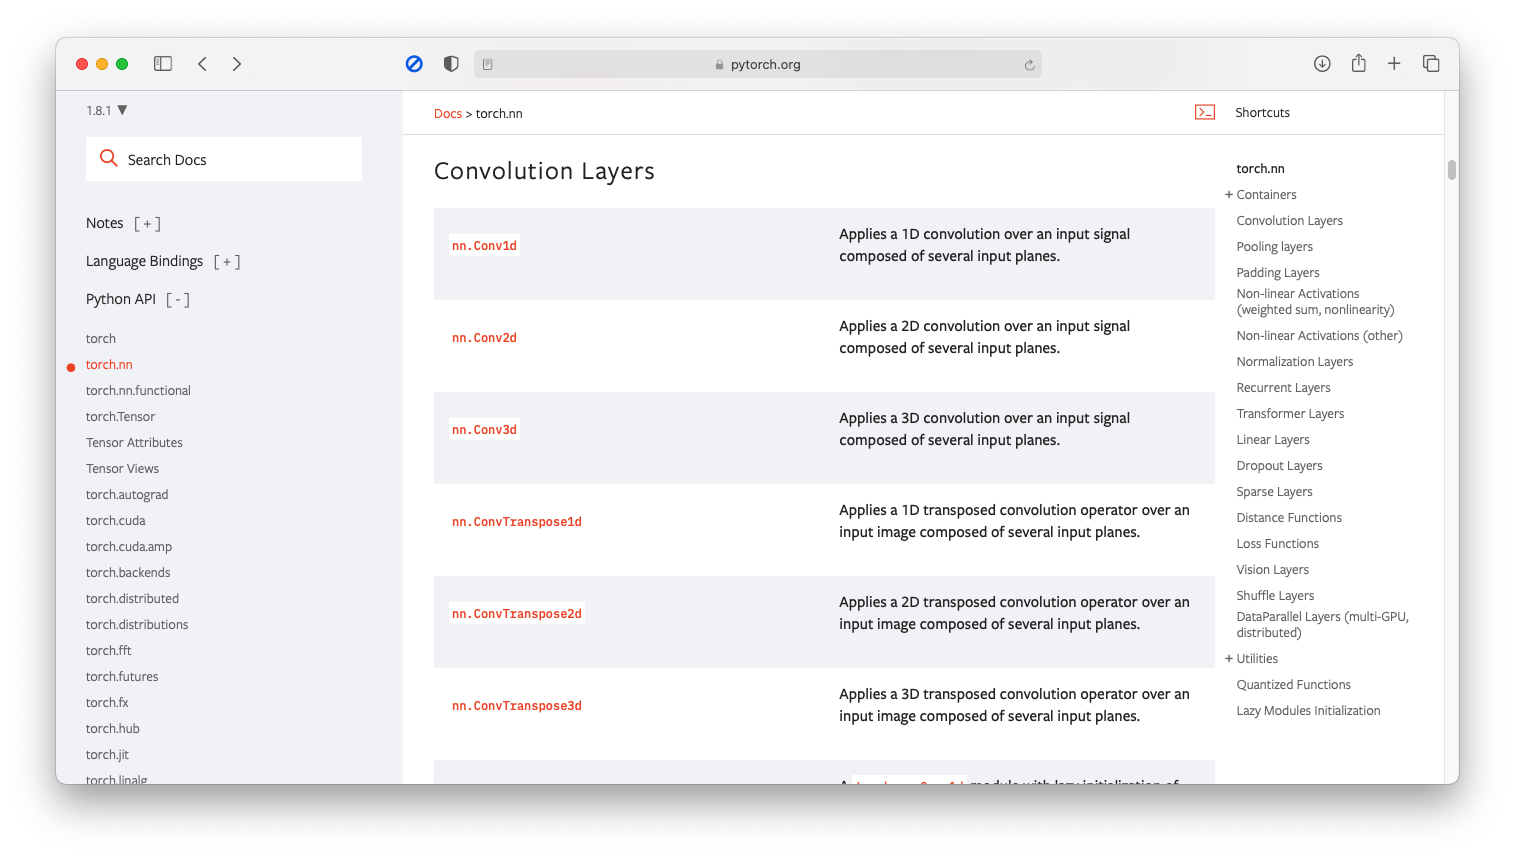 pytorch.org
1.8.1 ▼
Search Docs
Notes [ + ]
Language Bindings [ + ]
Python API [ - ]
torch
torch.nn
torch.nn.functional
torch.Tensor
Tensor Attributes
Tensor Views
torch.autograd
torch.cuda
torch.cuda.amp
torch.backends
torch.distributed
torch.distributions
torch.fft
torch.futures
torch.fx
torch.hub
torch.jit
torch.linalg
Docs > torch.nn
Convolution Layers
nn.Conv1d
Applies a 1D convolution over an input signal
composed of several input planes.
nn.Conv2d
Applies a 2D convolution over an input signal
composed of several input planes.
nn.Conv3d
Applies a 3D convolution over an input signal
composed of several input planes.
nn.ConvTranspose1d
Applies a 1D transposed convolution operator over an
input image composed of several input planes.
nn.ConvTranspose2d
Applies a 2D transposed convolution operator over an
input image composed of several input planes.
nn.ConvTranspose3d
Applies a 3D transposed convolution operator over an
input image composed of several input planes.
A torch.nn.Conv1d module with lazy initialization of
Shortcuts
torch.nn
+ Containers
Convolution Layers
Pooling layers
Padding Layers
Non-linear Activations
(weighted sum, nonlinearity)
Non-linear Activations (other)
Normalization Layers
Recurrent Layers
Transformer Layers
Linear Layers
Dropout Layers
Sparse Layers
Distance Functions
Loss Functions
Vision Layers
Shuffle Layers
DataParallel Layers (multi-GPU,
distributed)
+ Utilities
Quantized Functions
Lazy Modules Initialization